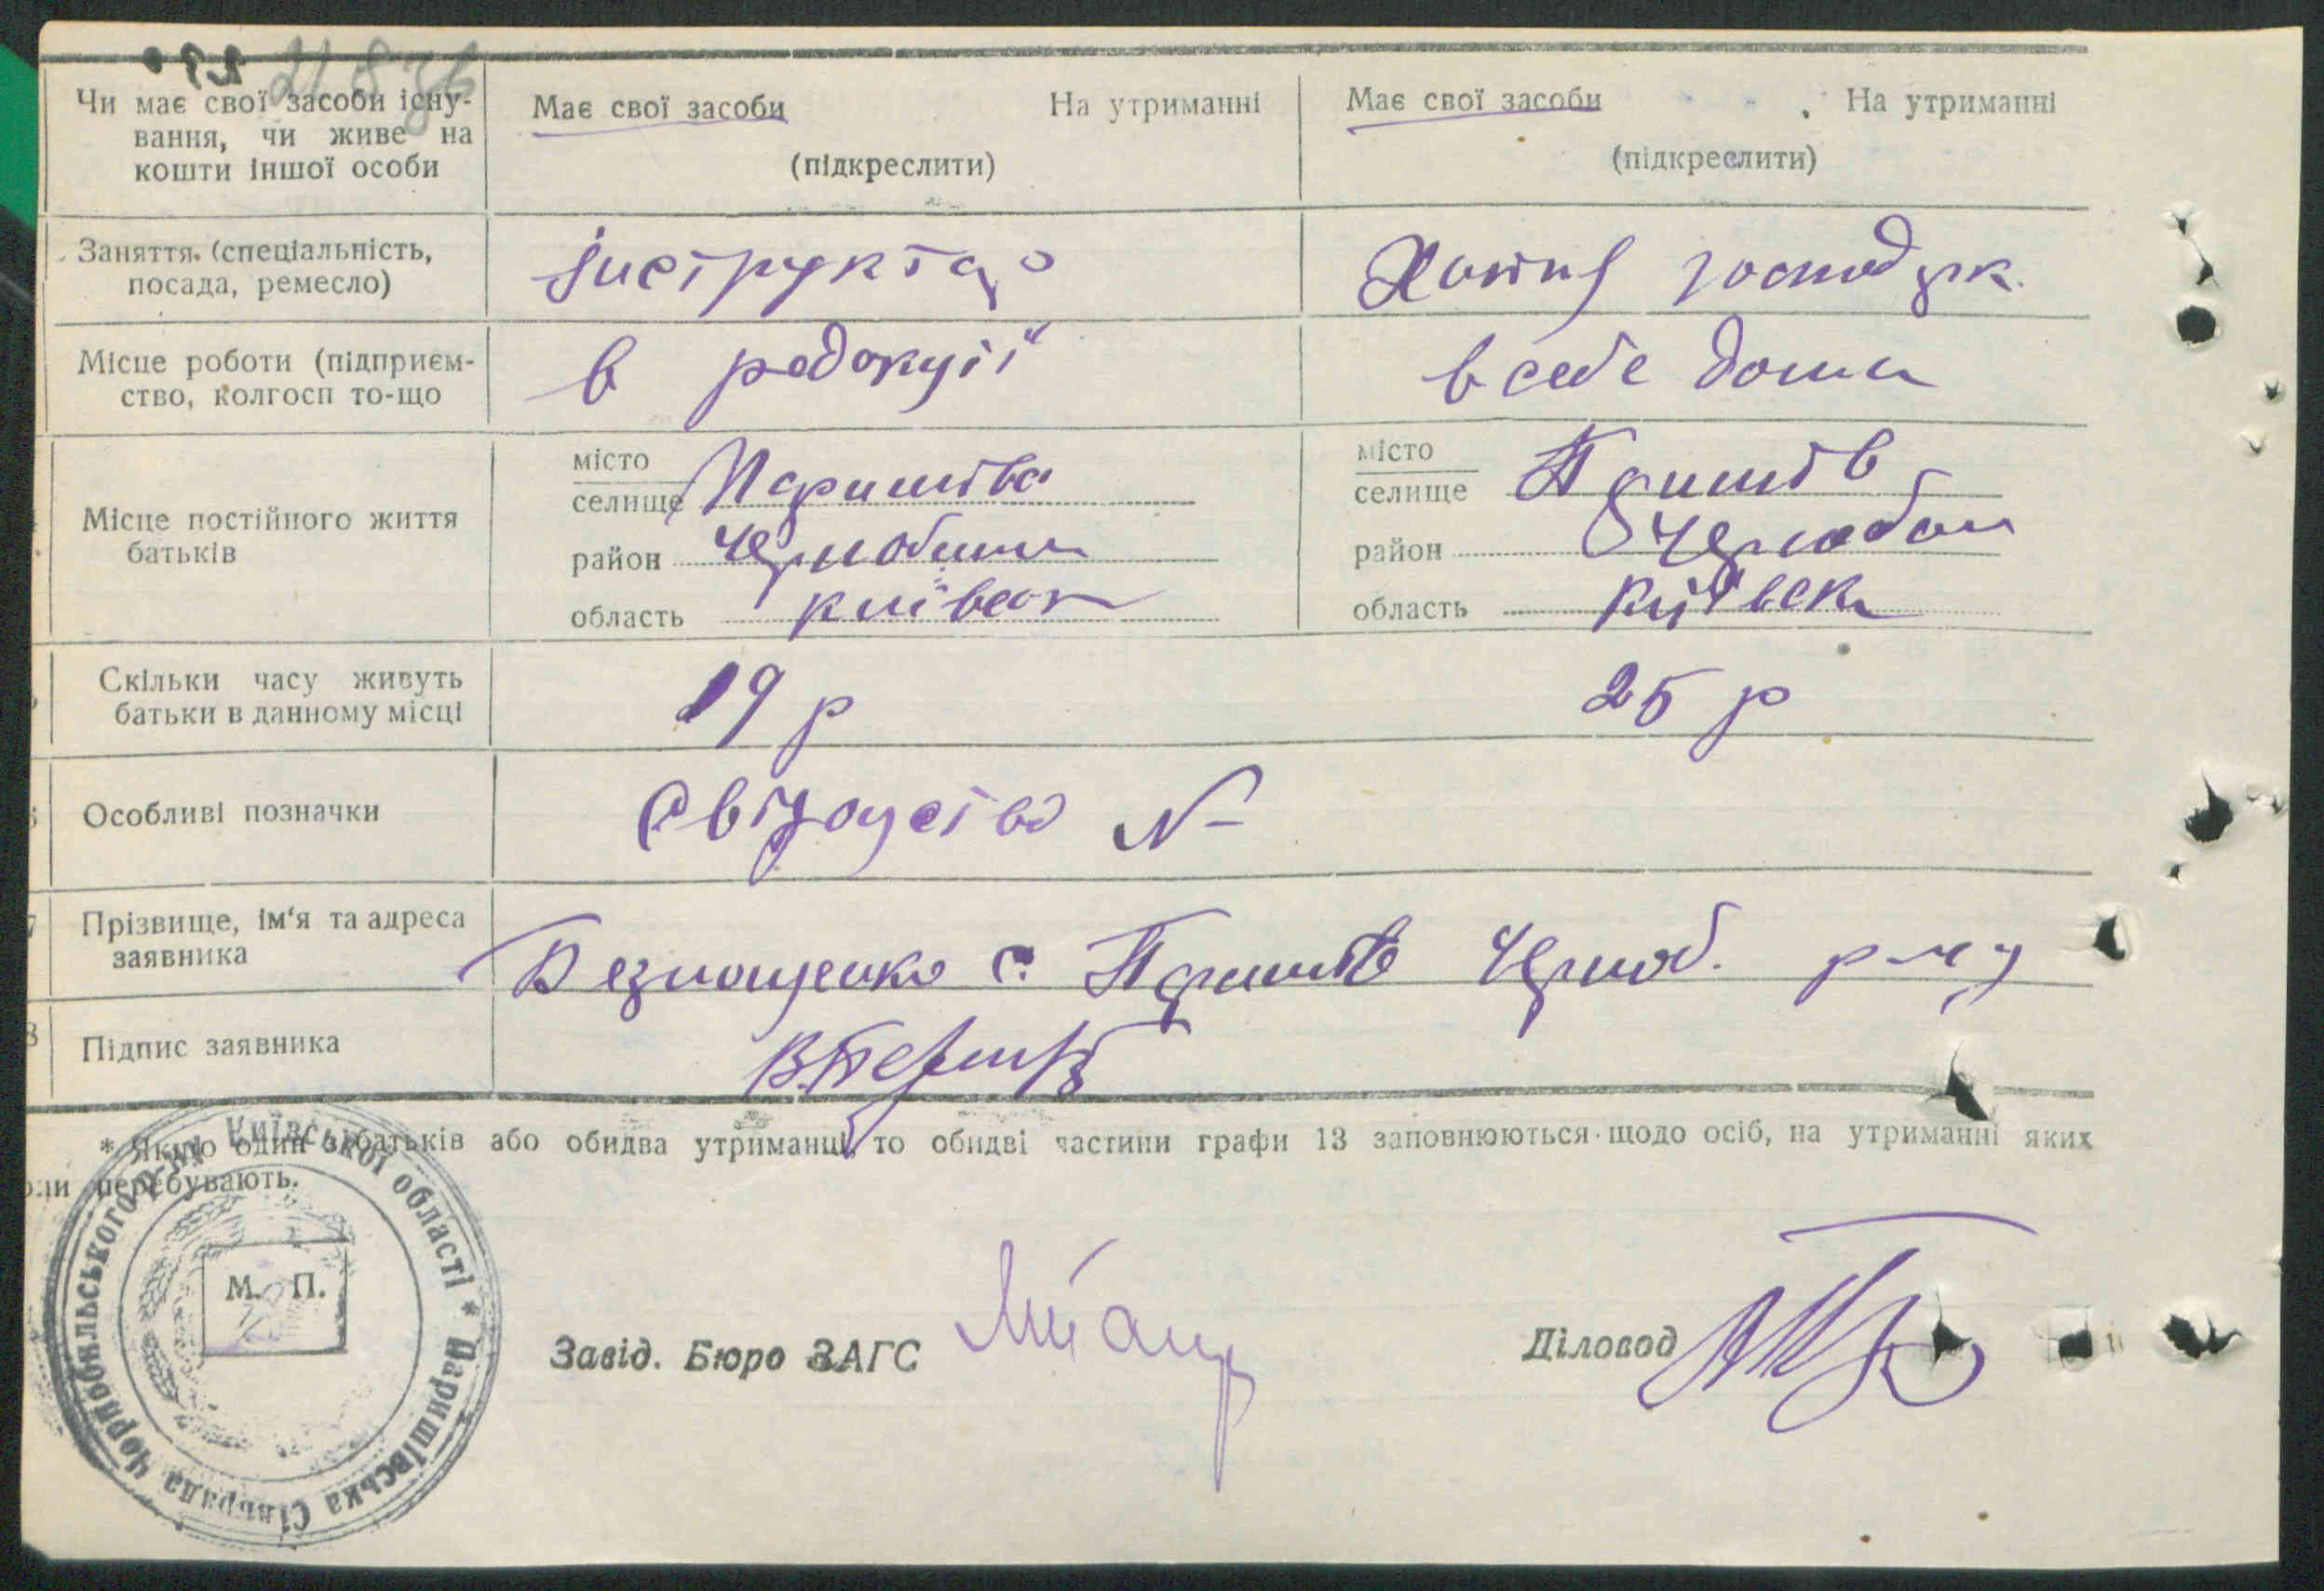 Чи має свої засоби існу-
вання, чи живе на
кошти іншої особи
Має свої засоби На утриманні
(підкреслити)
Має свої засоби На утриманні
(підкреслити)
Заняття (спеціальність,
посада, ремесло)
інструктор
Хатня господарк.
Місце роботи (підприєм-
ство, колгосп то-що
в редакції
в себе дома
Місце постійного життя
батьків
місто
селище Паришів
район Чернобили
область київськ
місто
селище Паришів
район Чернобил
область київськ
Скільки часу живуть
батьки в данному місці
19 р
25 р
Особливі позначки
Свідоцтво №
Прізвище, ім'я та адреса
заявника
с. Паришів Черноб. р-ну
Підпис заявника
* Якщо один з батьків або обидва утриманці, то обидві частини графи 13 заповнюються щодо осіб, на утриманні яких
перебувають.
Паришівська Сільрада Чорнобильського р-ну Київської області *
М. П.
Завід. Бюро ЗАГС
Діловод